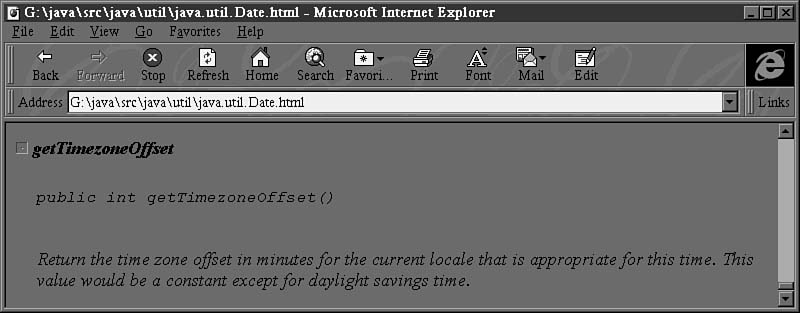 G:\java\src\java\util\java.util.Date.html - Microsoft Internet Explorer
File Edit View Go Favorites Help
Back Forward Stop Refresh Home Search Favori... Print Font Mail Edit
Address G:\java\src\java\util\java.util.Date.html Links
getTimezoneOffset
public int getTimezoneOffset()
Return the time zone offset in minutes for the current locale that is appropriate for this time. This
value would be a constant except for daylight savings time.